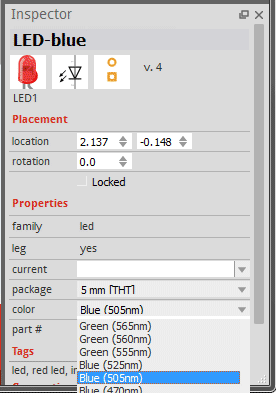 Inspector
LED-blue
v. 4
LED1
Placement
location 2.137 -0.148
rotation 0.0
Locked
Properties
family led
leg yes
current
package 5 mm [THT]
color Blue (505nm)
part #
Green (565nm)
Green (560nm)
Green (555nm)
Tags
Blue (525nm)
led, red led, in
Blue (505nm)
Blue (470nm)